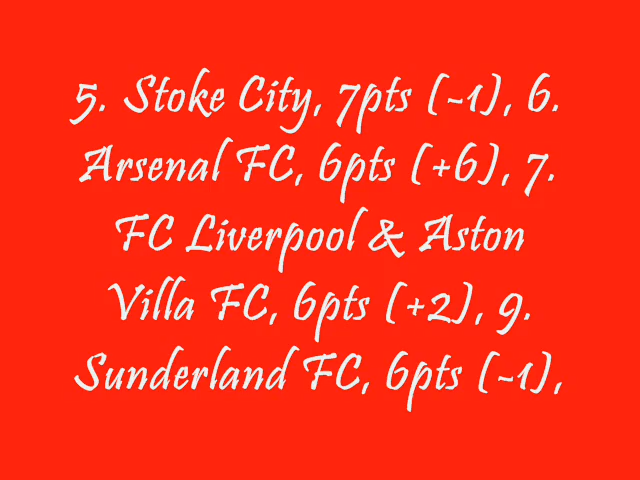 5. Stoke City, 7pts (-1), 6.
Arsenal FC, 6pts (+6), 7.
FC Liverpool & Aston
Villa FC, 6pts (+2), 9.
Sunderland FC, 6pts (-1),